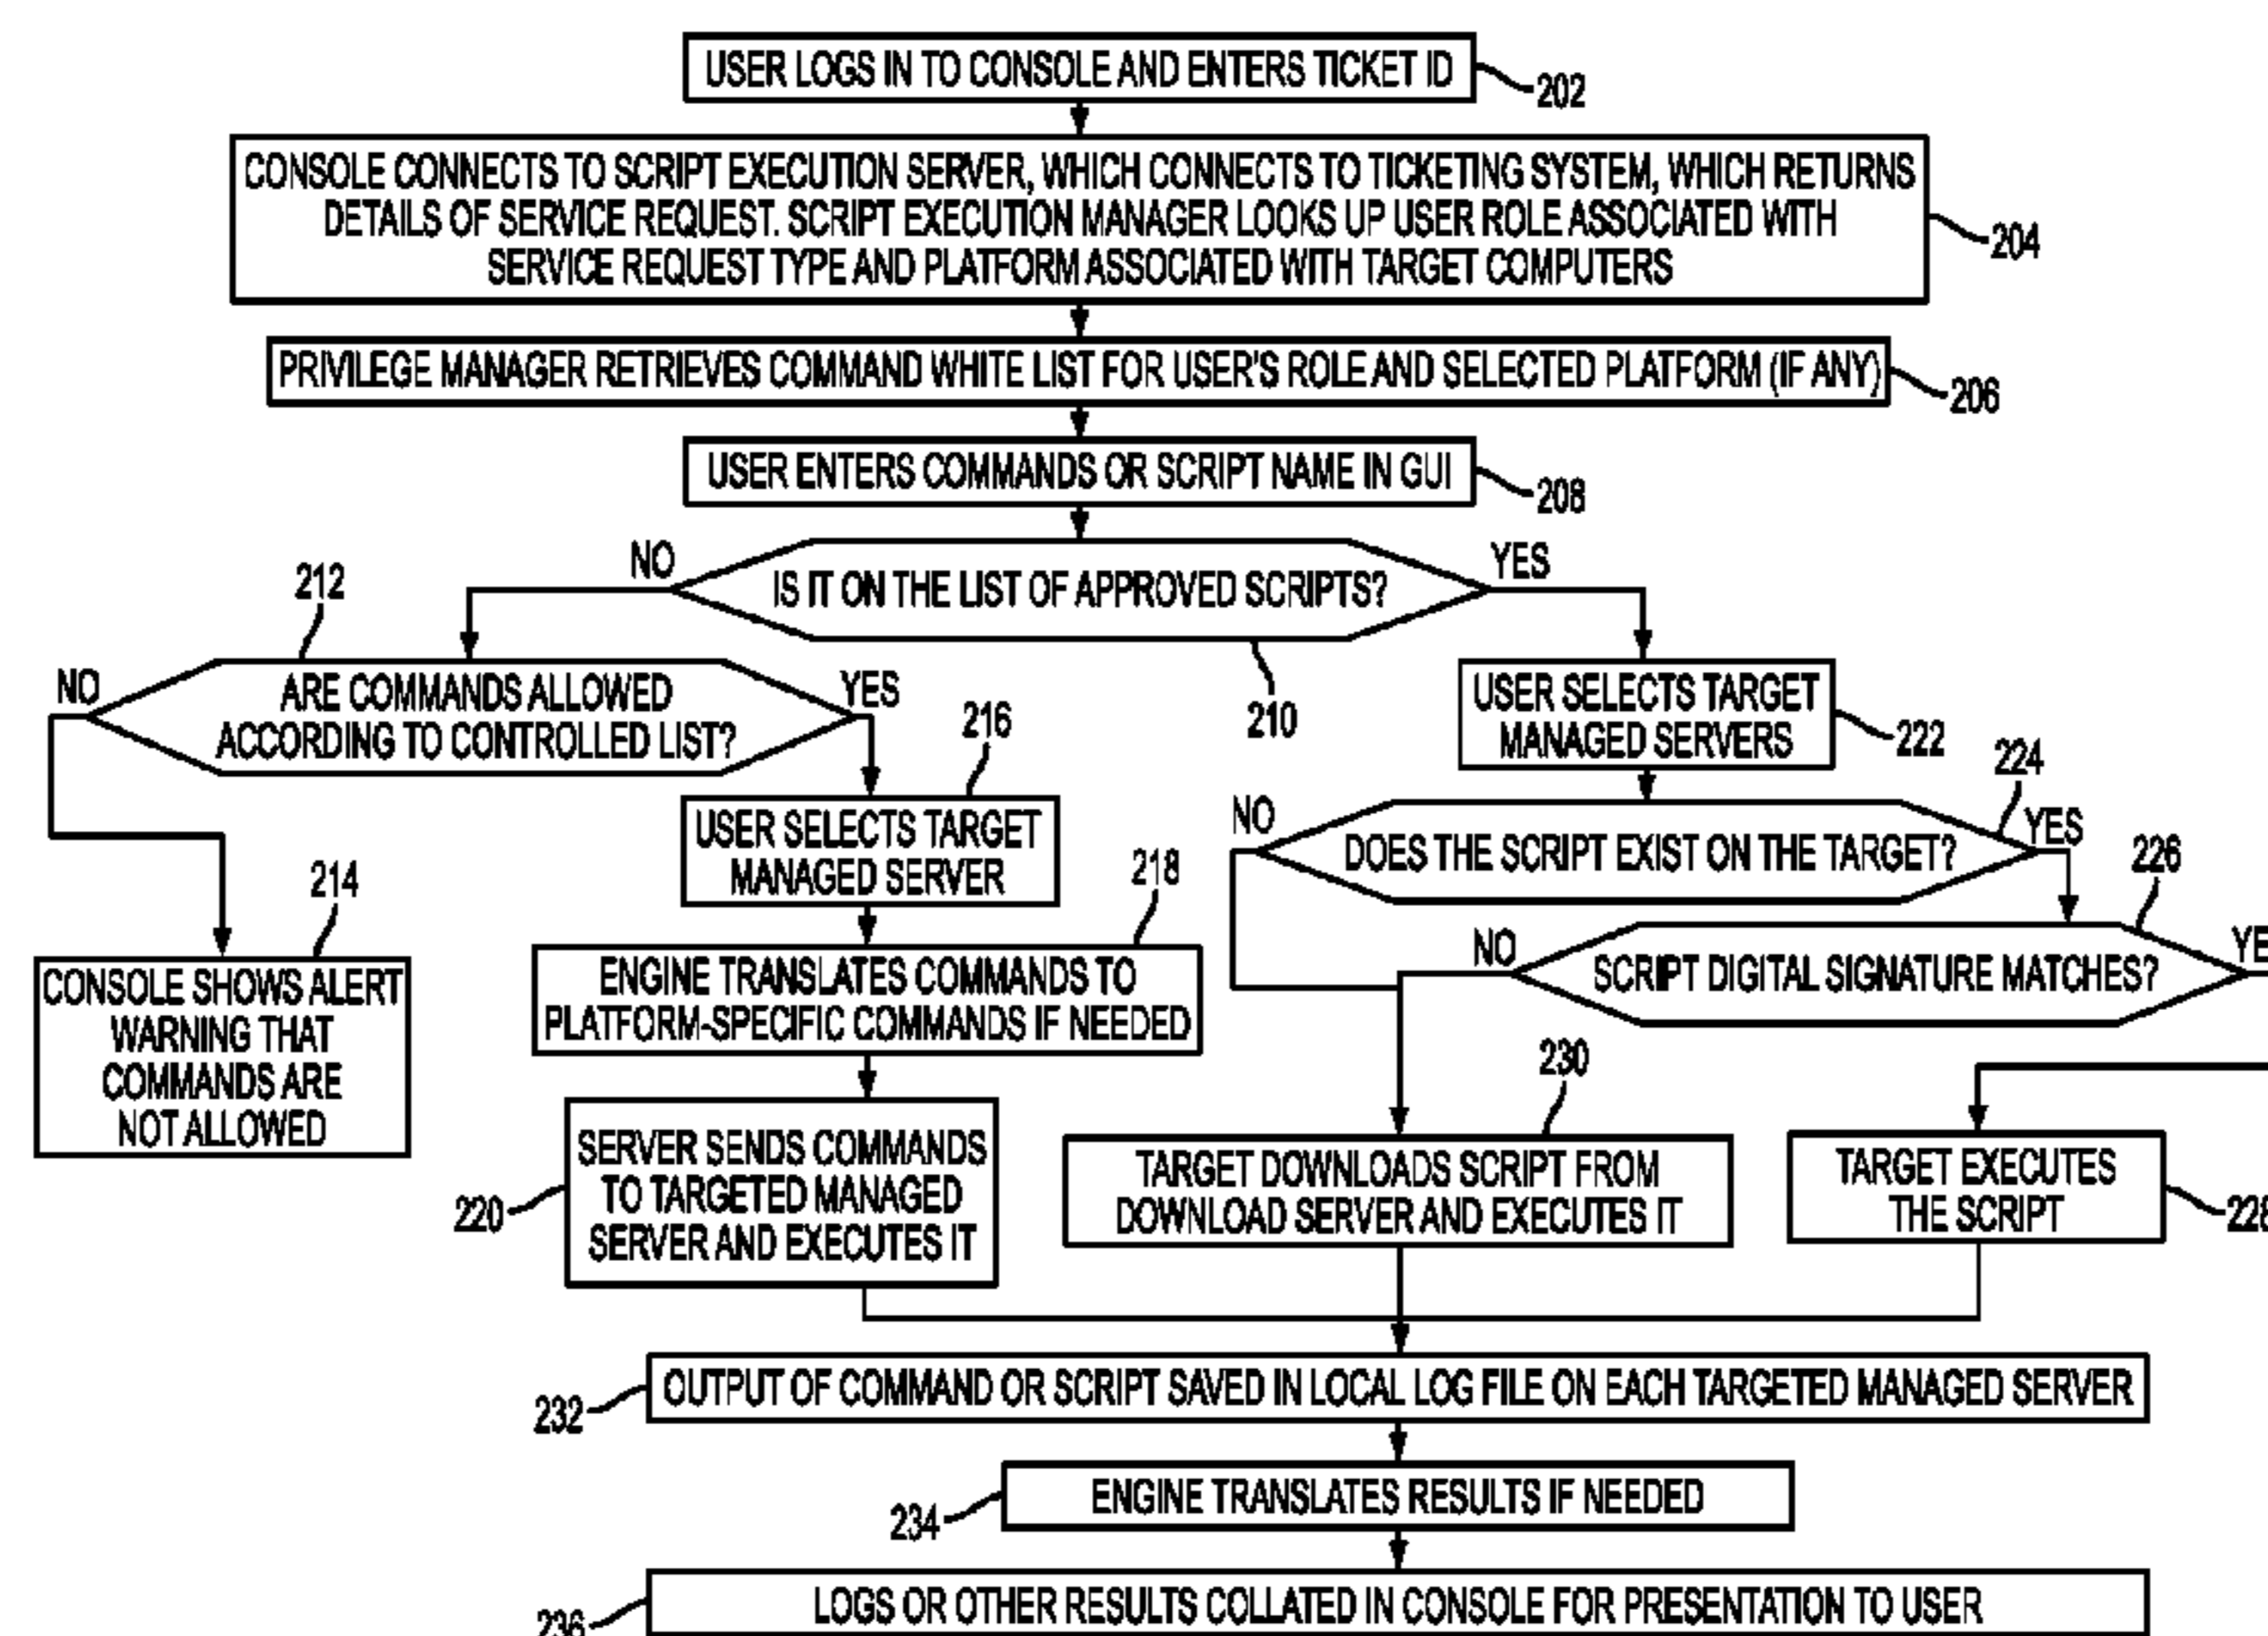 USER LOGS IN TO CONSOLE AND ENTERS TICKET ID
202
CONSOLE CONNECTS TO SCRIPT EXECUTION SERVER, WHICH CONNECTS TO TICKETING SYSTEM, WHICH RETURNS
DETAILS OF SERVICE REQUEST. SCRIPT EXECUTION MANAGER LOOKS UP USER ROLE ASSOCIATED WITH
SERVICE REQUEST TYPE AND PLATFORM ASSOCIATED WITH TARGET COMPUTERS
204
PRIVILEGE MANAGER RETRIEVES COMMAND WHITE LIST FOR USER'S ROLE AND SELECTED PLATFORM (IF ANY)
206
USER ENTERS COMMANDS OR SCRIPT NAME IN GUI
208
NO
IS IT ON THE LIST OF APPROVED SCRIPTS?
YES
210
212
NO
ARE COMMANDS ALLOWED
ACCORDING TO CONTROLLED LIST?
YES
214
CONSOLE SHOWS ALERT
WARNING THAT
COMMANDS ARE
NOT ALLOWED
216
USER SELECTS TARGET
MANAGED SERVER
218
ENGINE TRANSLATES COMMANDS TO
PLATFORM-SPECIFIC COMMANDS IF NEEDED
220
SERVER SENDS COMMANDS
TO TARGETED MANAGED
SERVER AND EXECUTES IT
USER SELECTS TARGET
MANAGED SERVERS
222
224
NO
DOES THE SCRIPT EXIST ON THE TARGET?
YES
226
NO
SCRIPT DIGITAL SIGNATURE MATCHES?
230
TARGET DOWNLOADS SCRIPT FROM
DOWNLOAD SERVER AND EXECUTES IT
TARGET EXECUTES
THE SCRIPT
232
OUTPUT OF COMMAND OR SCRIPT SAVED IN LOCAL LOG FILE ON EACH TARGETED MANAGED SERVER
234
ENGINE TRANSLATES RESULTS IF NEEDED
236
LOGS OR OTHER RESULTS COLLATED IN CONSOLE FOR PRESENTATION TO USER